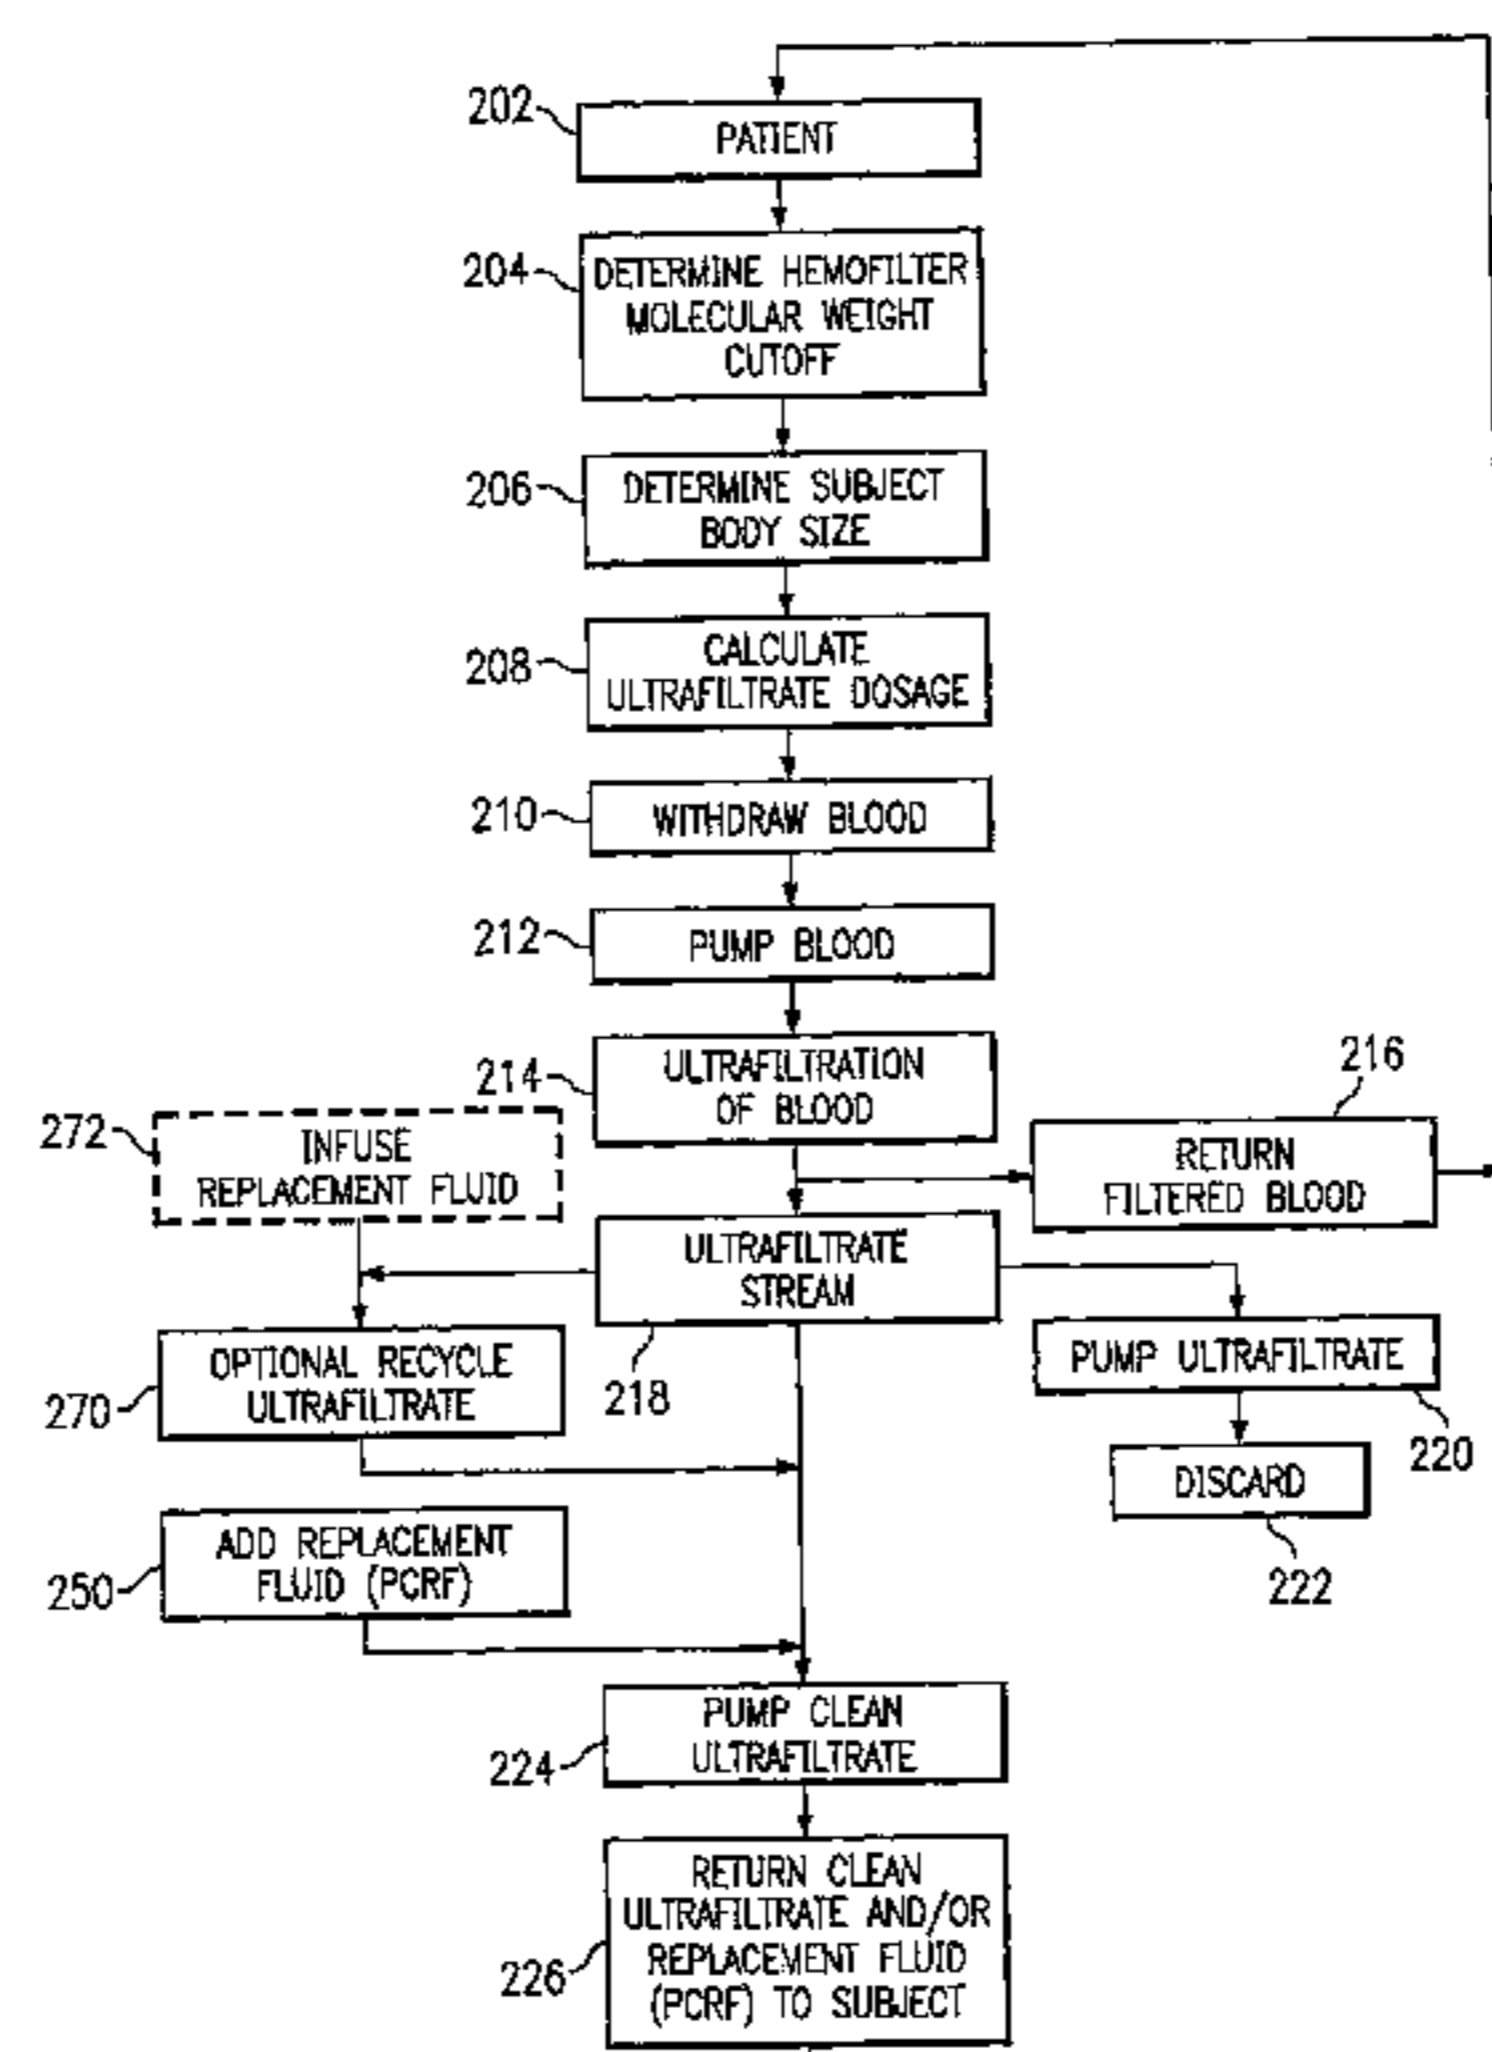 202
PATIENT
204
DETERMINE HEMOFILTER
MOLECULAR WEIGHT
CUTOFF
206
DETERMINE SUBJECT
BODY SIZE
208
CALCULATE
ULTRAFILTRATE DOSAGE
210
WITHDRAW BLOOD
212
PUMP BLOOD
214
ULTRAFILTRATION
OF BLOOD
216
RETURN
FILTERED BLOOD
272
INFUSE
REPLACEMENT FLUID
ULTRAFILTRATE
STREAM
218
PUMP ULTRAFILTRATE
220
OPTIONAL RECYCLE
ULTRAFILTRATE
270
DISCARD
222
ADD REPLACEMENT
FLUID (PCRF)
250
PUMP CLEAN
ULTRAFILTRATE
224
RETURN CLEAN
ULTRAFILTRATE AND/OR
REPLACEMENT FLUID
(PCRF) TO SUBJECT
226